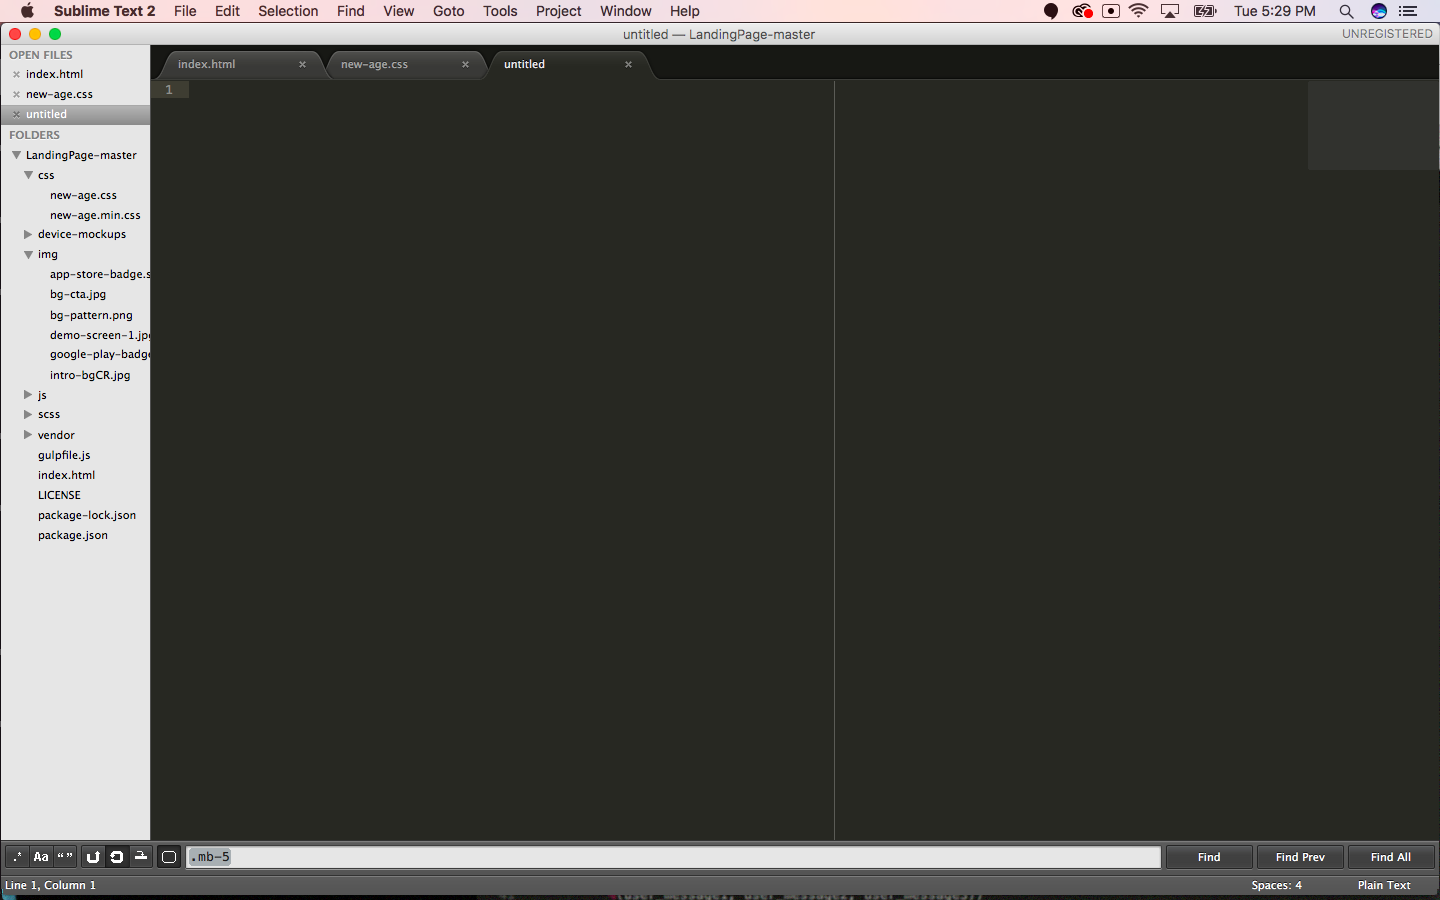 Sublime Text 2 File Edit Selection Find View Goto Tools Project Window Help Tue 5:29 PM
untitled — LandingPage-master UNREGISTERED
OPEN FILES
index.html
new-age.css
untitled
FOLDERS
LandingPage-master
css
new-age.css
new-age.min.css
device-mockups
img
app-store-badge.s
bg-cta.jpg
bg-pattern.png
demo-screen-1.jpg
google-play-badge
intro-bgCR.jpg
js
scss
vendor
gulpfile.js
index.html
LICENSE
package-lock.json
package.json
index.html new-age.css untitled
1
.* Aa “ ” .mb-5 Find Find Prev Find All
Line 1, Column 1 Spaces: 4 Plain Text